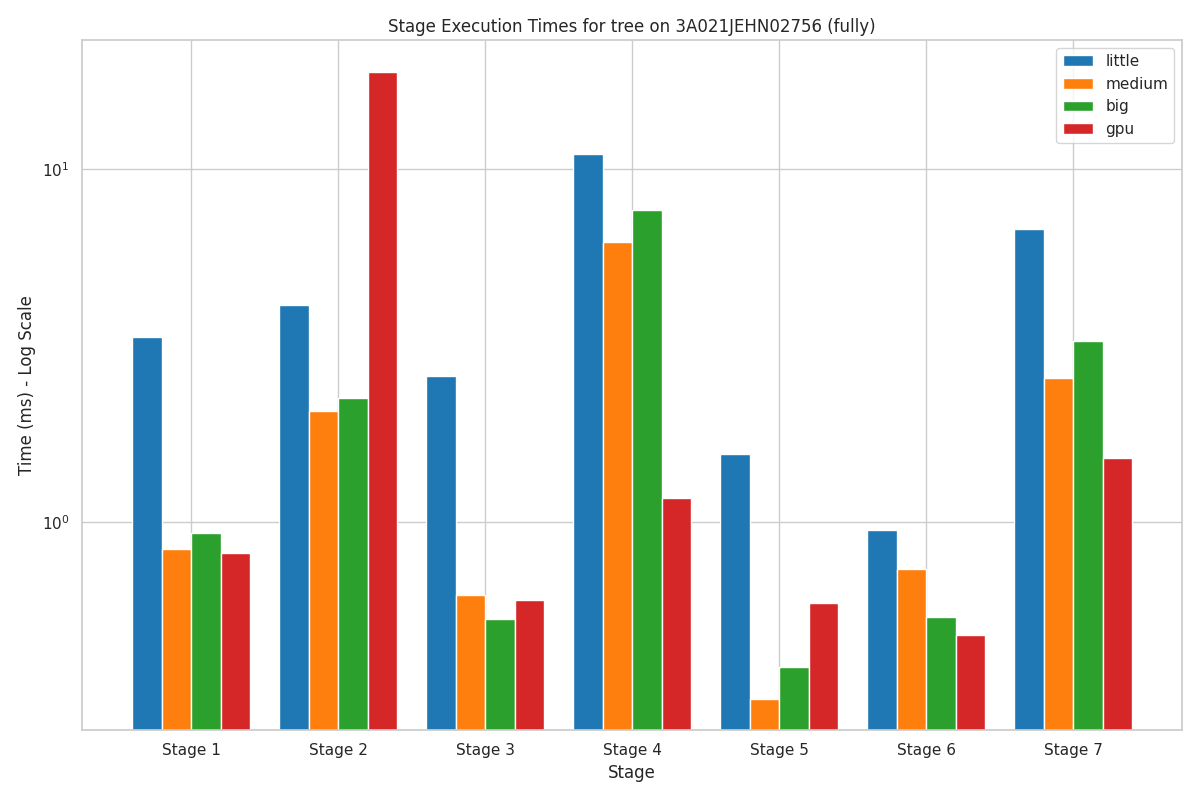 Stage Execution Times for tree on 3A021JEHN02756 (fully)
little
medium
big
gpu
Time (ms) - Log Scale
10¹
10⁰
Stage 1
Stage 2
Stage 3
Stage 4
Stage 5
Stage 6
Stage 7
Stage